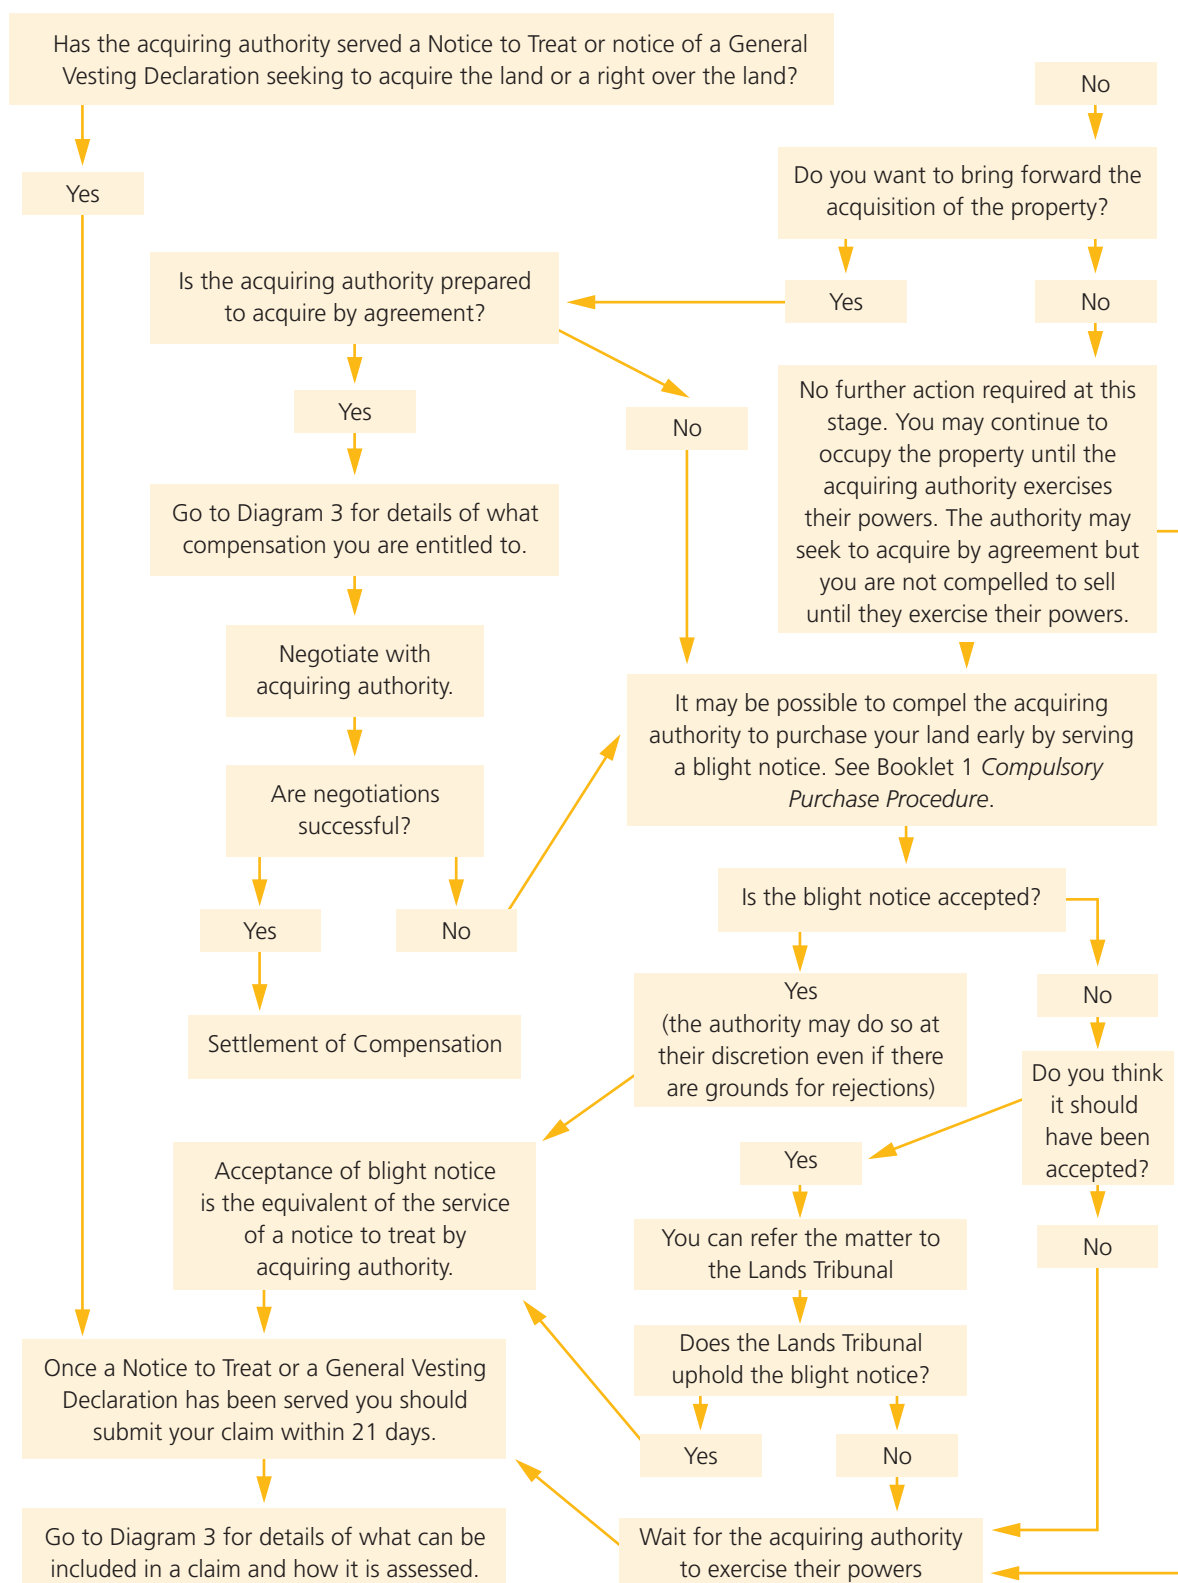 Has the acquiring authority served a Notice to Treat or notice of a General
Vesting Declaration seeking to acquire the land or a right over the land?
No
Yes
Do you want to bring forward the
acquisition of the property?
Is the acquiring authority prepared
to acquire by agreement?
Yes
No
Yes
No
No further action required at this
stage. You may continue to
occupy the property until the
acquiring authority exercises
their powers. The authority may
seek to acquire by agreement but
you are not compelled to sell
until they exercise their powers.
Go to Diagram 3 for details of what
compensation you are entitled to.
Negotiate with
acquiring authority.
It may be possible to compel the acquiring
authority to purchase your land early by serving
a blight notice. See Booklet 1 Compulsory
Purchase Procedure.
Are negotiations
successful?
Is the blight notice accepted?
Yes
No
Yes
(the authority may do so at
their discretion even if there
are grounds for rejections)
No
Settlement of Compensation
Do you think
it should
have been
accepted?
Acceptance of blight notice
is the equivalent of the service
of a notice to treat by
acquiring authority.
Yes
You can refer the matter to
the Lands Tribunal
No
Once a Notice to Treat or a General Vesting
Declaration has been served you should
submit your claim within 21 days.
Does the Lands Tribunal
uphold the blight notice?
Yes
No
Go to Diagram 3 for details of what can be
included in a claim and how it is assessed.
Wait for the acquiring authority
to exercise their powers